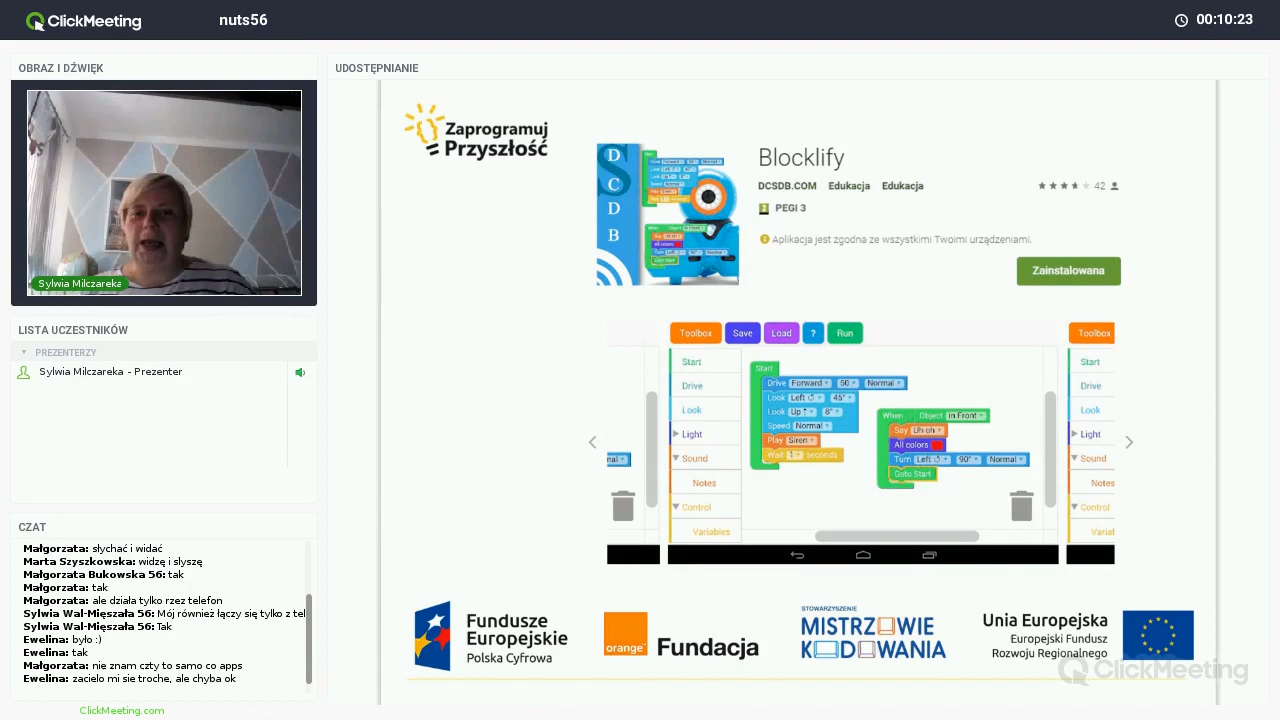 ClickMeeting
nuts56
00:10:23
OBRAZ I DŹWIĘK
Sylwia Milczareka
LISTA UCZESTNIKÓW
PREZENTERZY
Sylwia Milczareka - Prezenter
CZAT
Małgorzata: słychać i widać
Marta Szyszkowska: widzę i slyszę
Małgorzata Bukowska 56: tak
Małgorzata: tak
Małgorzata: ale działa tylko rzez telefon
Sylwia Wal-Mięszała 56: Mój również łączy się tylko z tel
Sylwia Wal-Mięszała 56: Tak
Ewelina: było :)
Ewelina: tak
Małgorzata: nie znam czty to samo co apps
Ewelina: zacielo mi sie troche, ale chyba ok
ClickMeeting.com
UDOSTĘPNIANIE
Zaprogramuj
Przyszłość
S
D
C
D
B
Blocklify
DCSDB.COM Edukacja Edukacja
42
PEGI 3
Aplikacja jest zgodna ze wszystkimi Twoimi urządzeniami.
Zainstalowana
Toolbox Save Load ? Run
Start
Drive
Look
Light
Sound
Notes
Control
Variables
Start
Drive Forward 50 Normal
Look Left 45°
Look Up 8°
Speed Normal
Play Siren
Wait 1 seconds
When Object in Front
Say Uh oh
All colors
Turn Left 90° Normal
Goto Start
Toolbox
Start
Drive
Look
Light
Sound
Notes
Control
Fundusze
Europejskie
Polska Cyfrowa
orange
Fundacja
STOWARZYSZENIE
MISTRZOWIE
KODOWANIA
Unia Europejska
Europejski Fundusz
Rozwoju Regionalnego
ClickMeeting